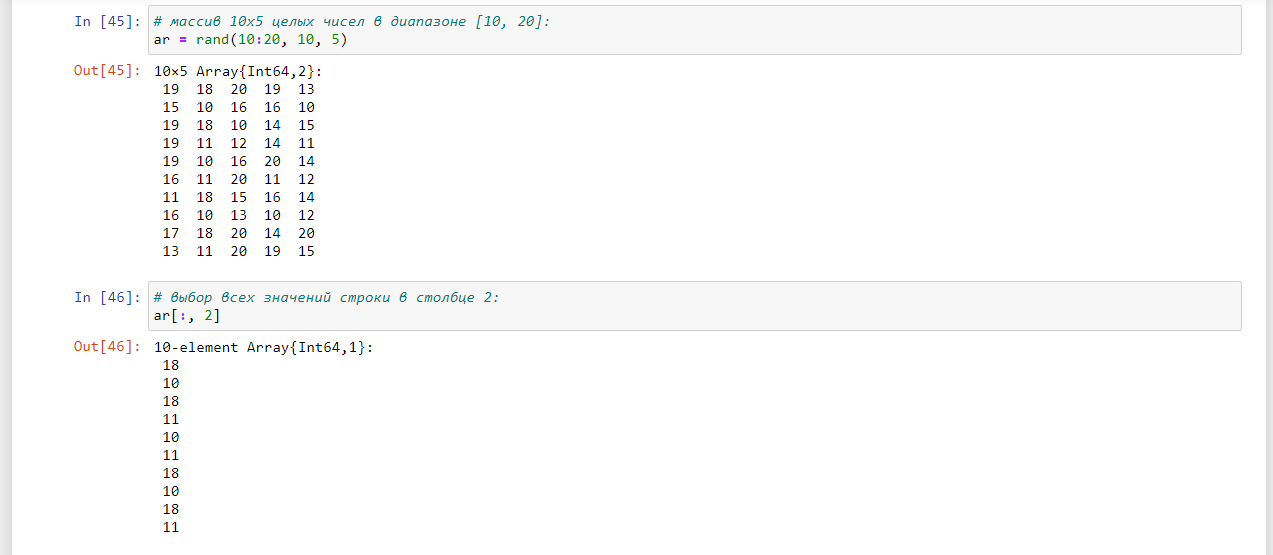 In [45]: # массив 10x5 целых чисел в диапазоне [10, 20]:
ar = rand(10:20, 10, 5)
Out[45]: 10×5 Array{Int64,2}:
19 18 20 19 13
15 10 16 16 10
19 18 10 14 15
19 11 12 14 11
19 10 16 20 14
16 11 20 11 12
11 18 15 16 14
16 10 13 10 12
17 18 20 14 20
13 11 20 19 15
In [46]: # выбор всех значений строки в столбце 2:
ar[:, 2]
Out[46]: 10-element Array{Int64,1}:
18
10
18
11
10
11
18
10
18
11